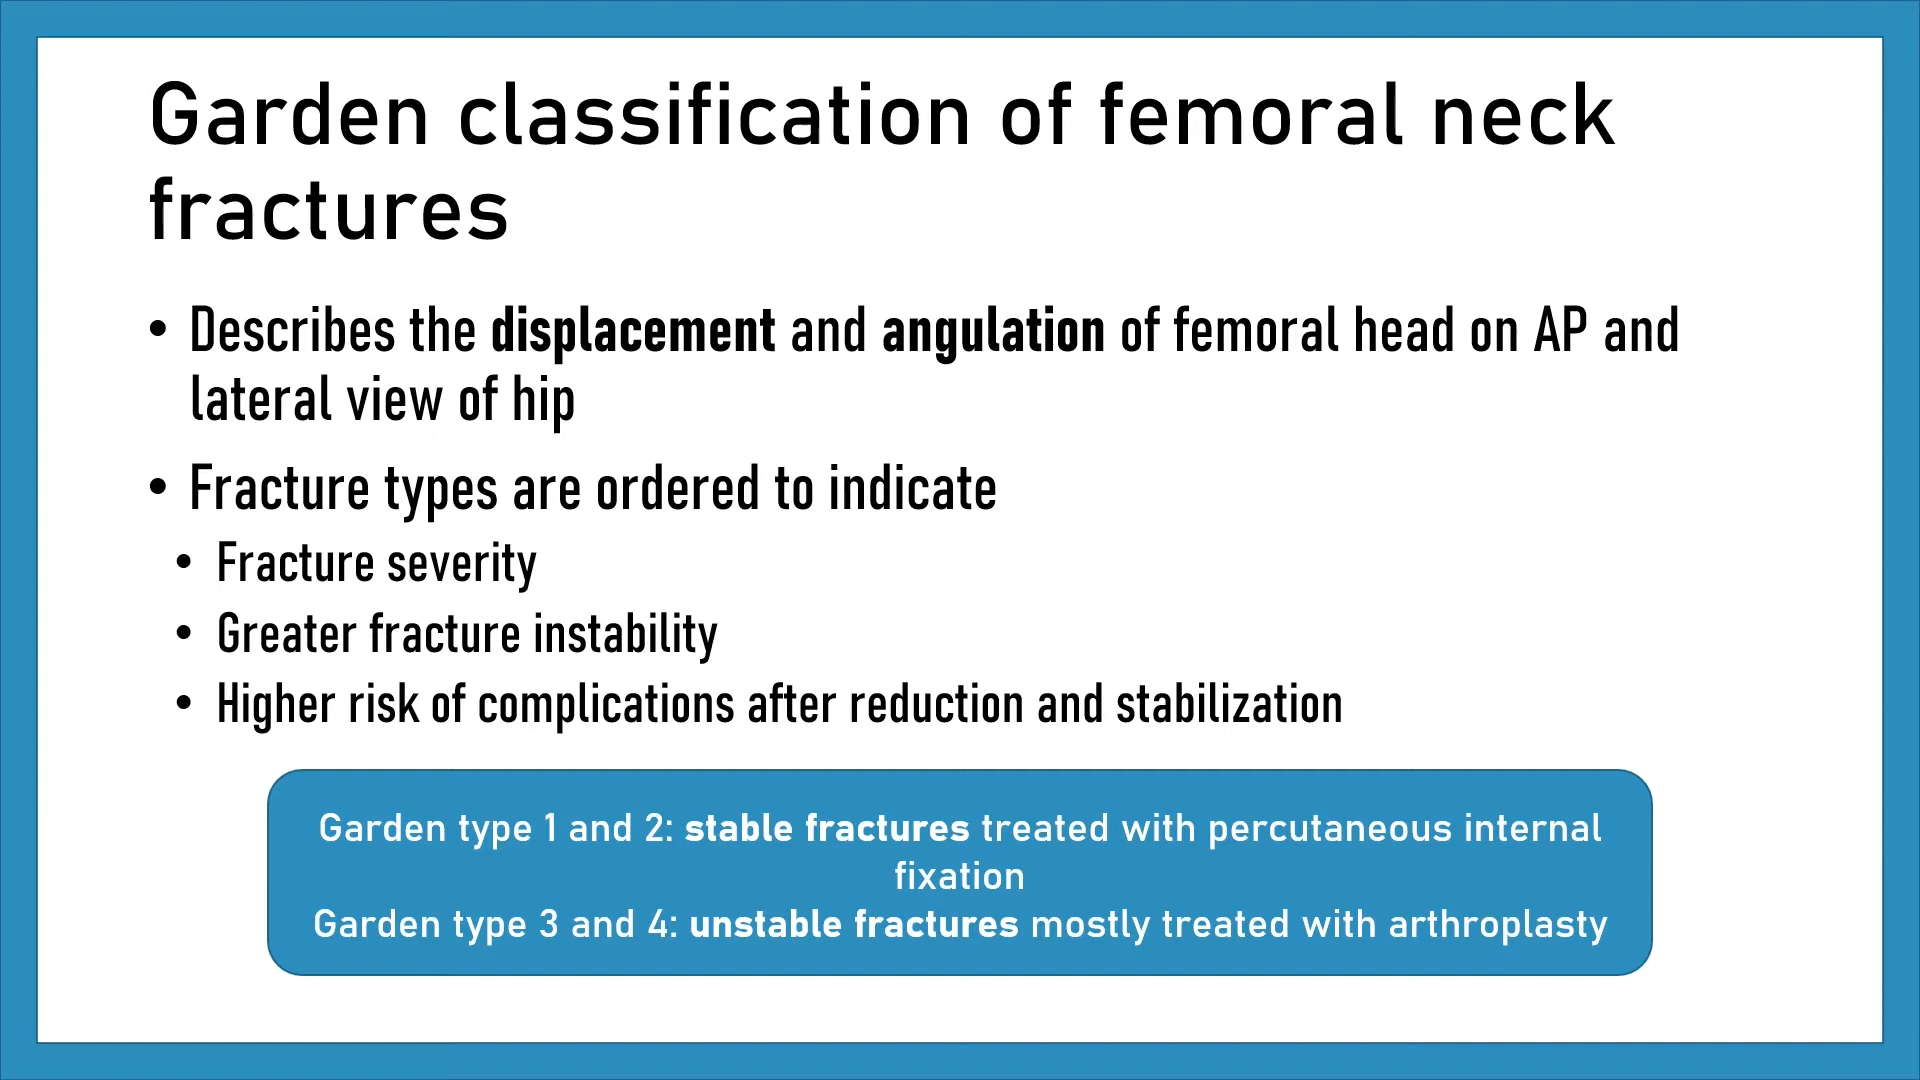 Garden classification of femoral neck
fractures
• Describes the displacement and angulation of femoral head on AP and
lateral view of hip
• Fracture types are ordered to indicate
• Fracture severity
• Greater fracture instability
• Higher risk of complications after reduction and stabilization
Garden type 1 and 2: stable fractures treated with percutaneous internal
fixation
Garden type 3 and 4: unstable fractures mostly treated with arthroplasty